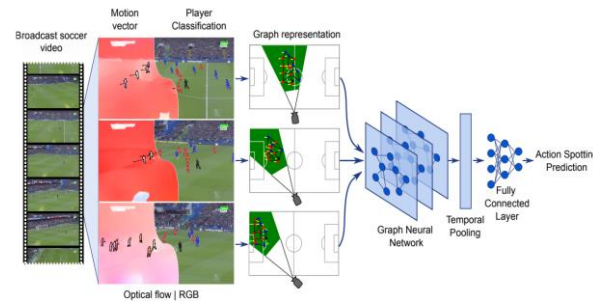 Broadcast soccer
video
Motion
vector
Player
Classification
Graph representation
Optical flow | RGB
Graph Neural
Network
Temporal
Pooling
Fully
Connected
Layer
Action Spotting
Prediction